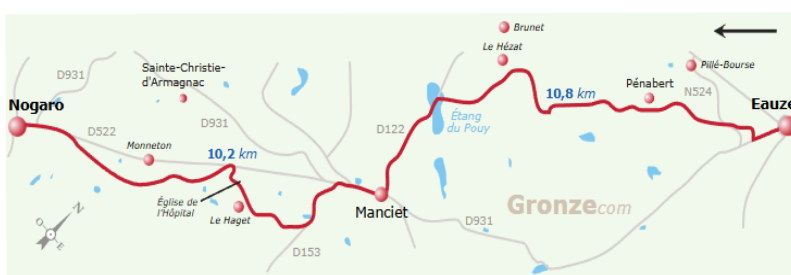 Brunet
Le Hézat
Pillé-Bourse
Sainte-Christie-
d'Armagnac
D931
Pénabert
10,8 km
N524
Nogaro
Eauze
D522
D931
D122
Étang
du Pouy
Monneton
10,2 km
Église de
l'Hôpital
Le Haget
Manciet
Gronze.com
D931
D153
N
O
E